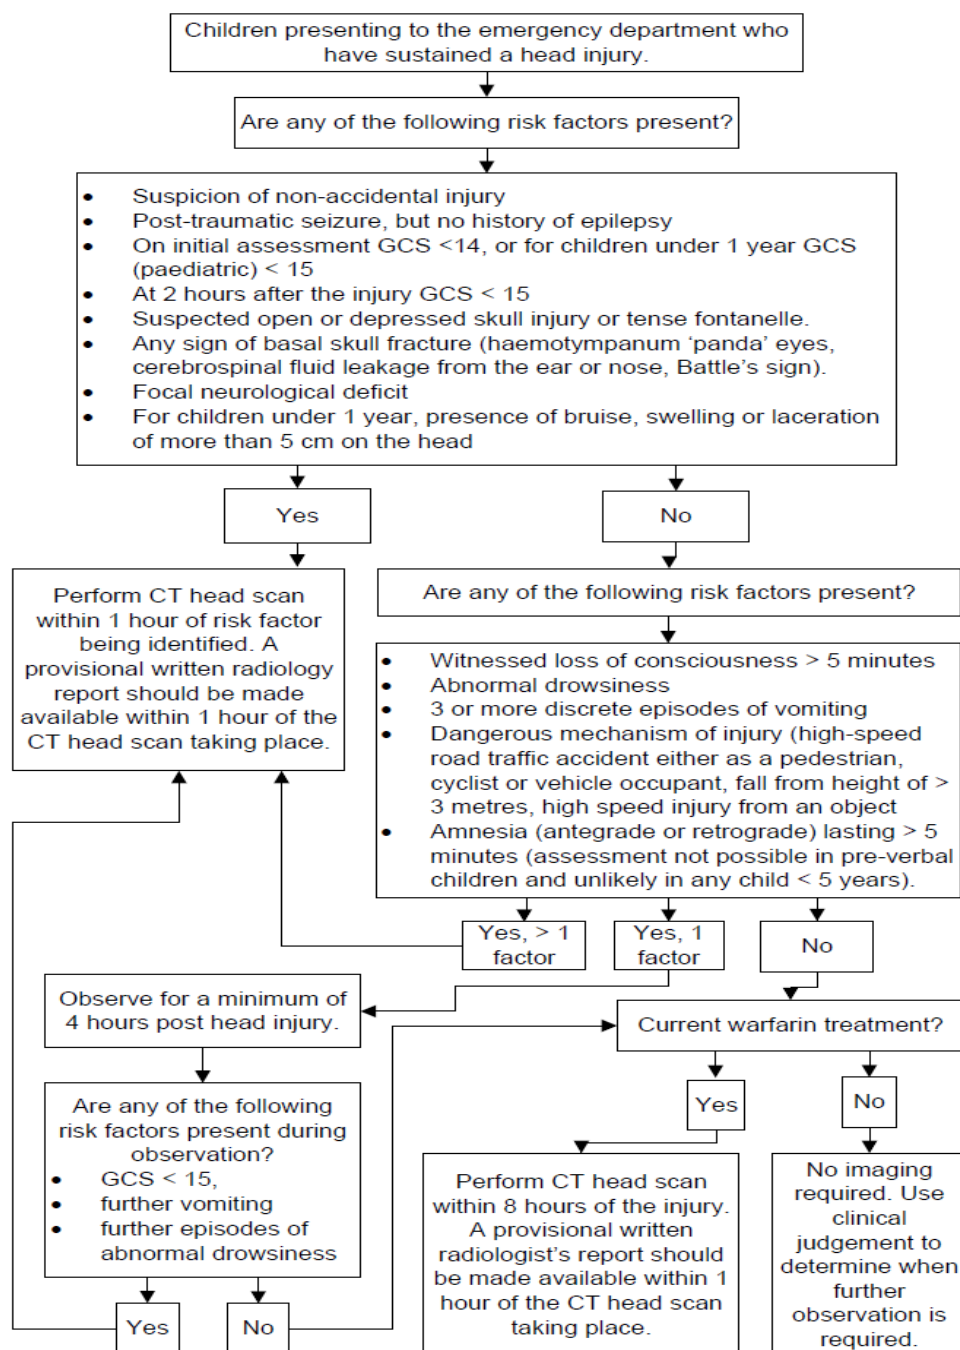 Children presenting to the emergency department who
have sustained a head injury.
Are any of the following risk factors present?
• Suspicion of non-accidental injury
• Post-traumatic seizure, but no history of epilepsy
• On initial assessment GCS <14, or for children under 1 year GCS
(paediatric) < 15
• At 2 hours after the injury GCS < 15
• Suspected open or depressed skull injury or tense fontanelle.
• Any sign of basal skull fracture (haemotympanum ‘panda’ eyes,
cerebrospinal fluid leakage from the ear or nose, Battle’s sign).
• Focal neurological deficit
• For children under 1 year, presence of bruise, swelling or laceration
of more than 5 cm on the head
Yes
No
Perform CT head scan
within 1 hour of risk factor
being identified. A
provisional written radiology
report should be made
available within 1 hour of the
CT head scan taking place.
Are any of the following risk factors present?
• Witnessed loss of consciousness > 5 minutes
• Abnormal drowsiness
• 3 or more discrete episodes of vomiting
• Dangerous mechanism of injury (high-speed
road traffic accident either as a pedestrian,
cyclist or vehicle occupant, fall from height of >
3 metres, high speed injury from an object
• Amnesia (antegrade or retrograde) lasting > 5
minutes (assessment not possible in pre-verbal
children and unlikely in any child < 5 years).
Yes, > 1
factor
Yes, 1
factor
No
Observe for a minimum of
4 hours post head injury.
Current warfarin treatment?
Are any of the following
risk factors present during
observation?
• GCS < 15,
• further vomiting
• further episodes of
abnormal drowsiness
Yes
No
Yes
No
Perform CT head scan
within 8 hours of the injury.
A provisional written
radiologist’s report should
be made available within 1
hour of the CT head scan
taking place.
No imaging
required. Use
clinical
judgement to
determine when
further
observation is
required.